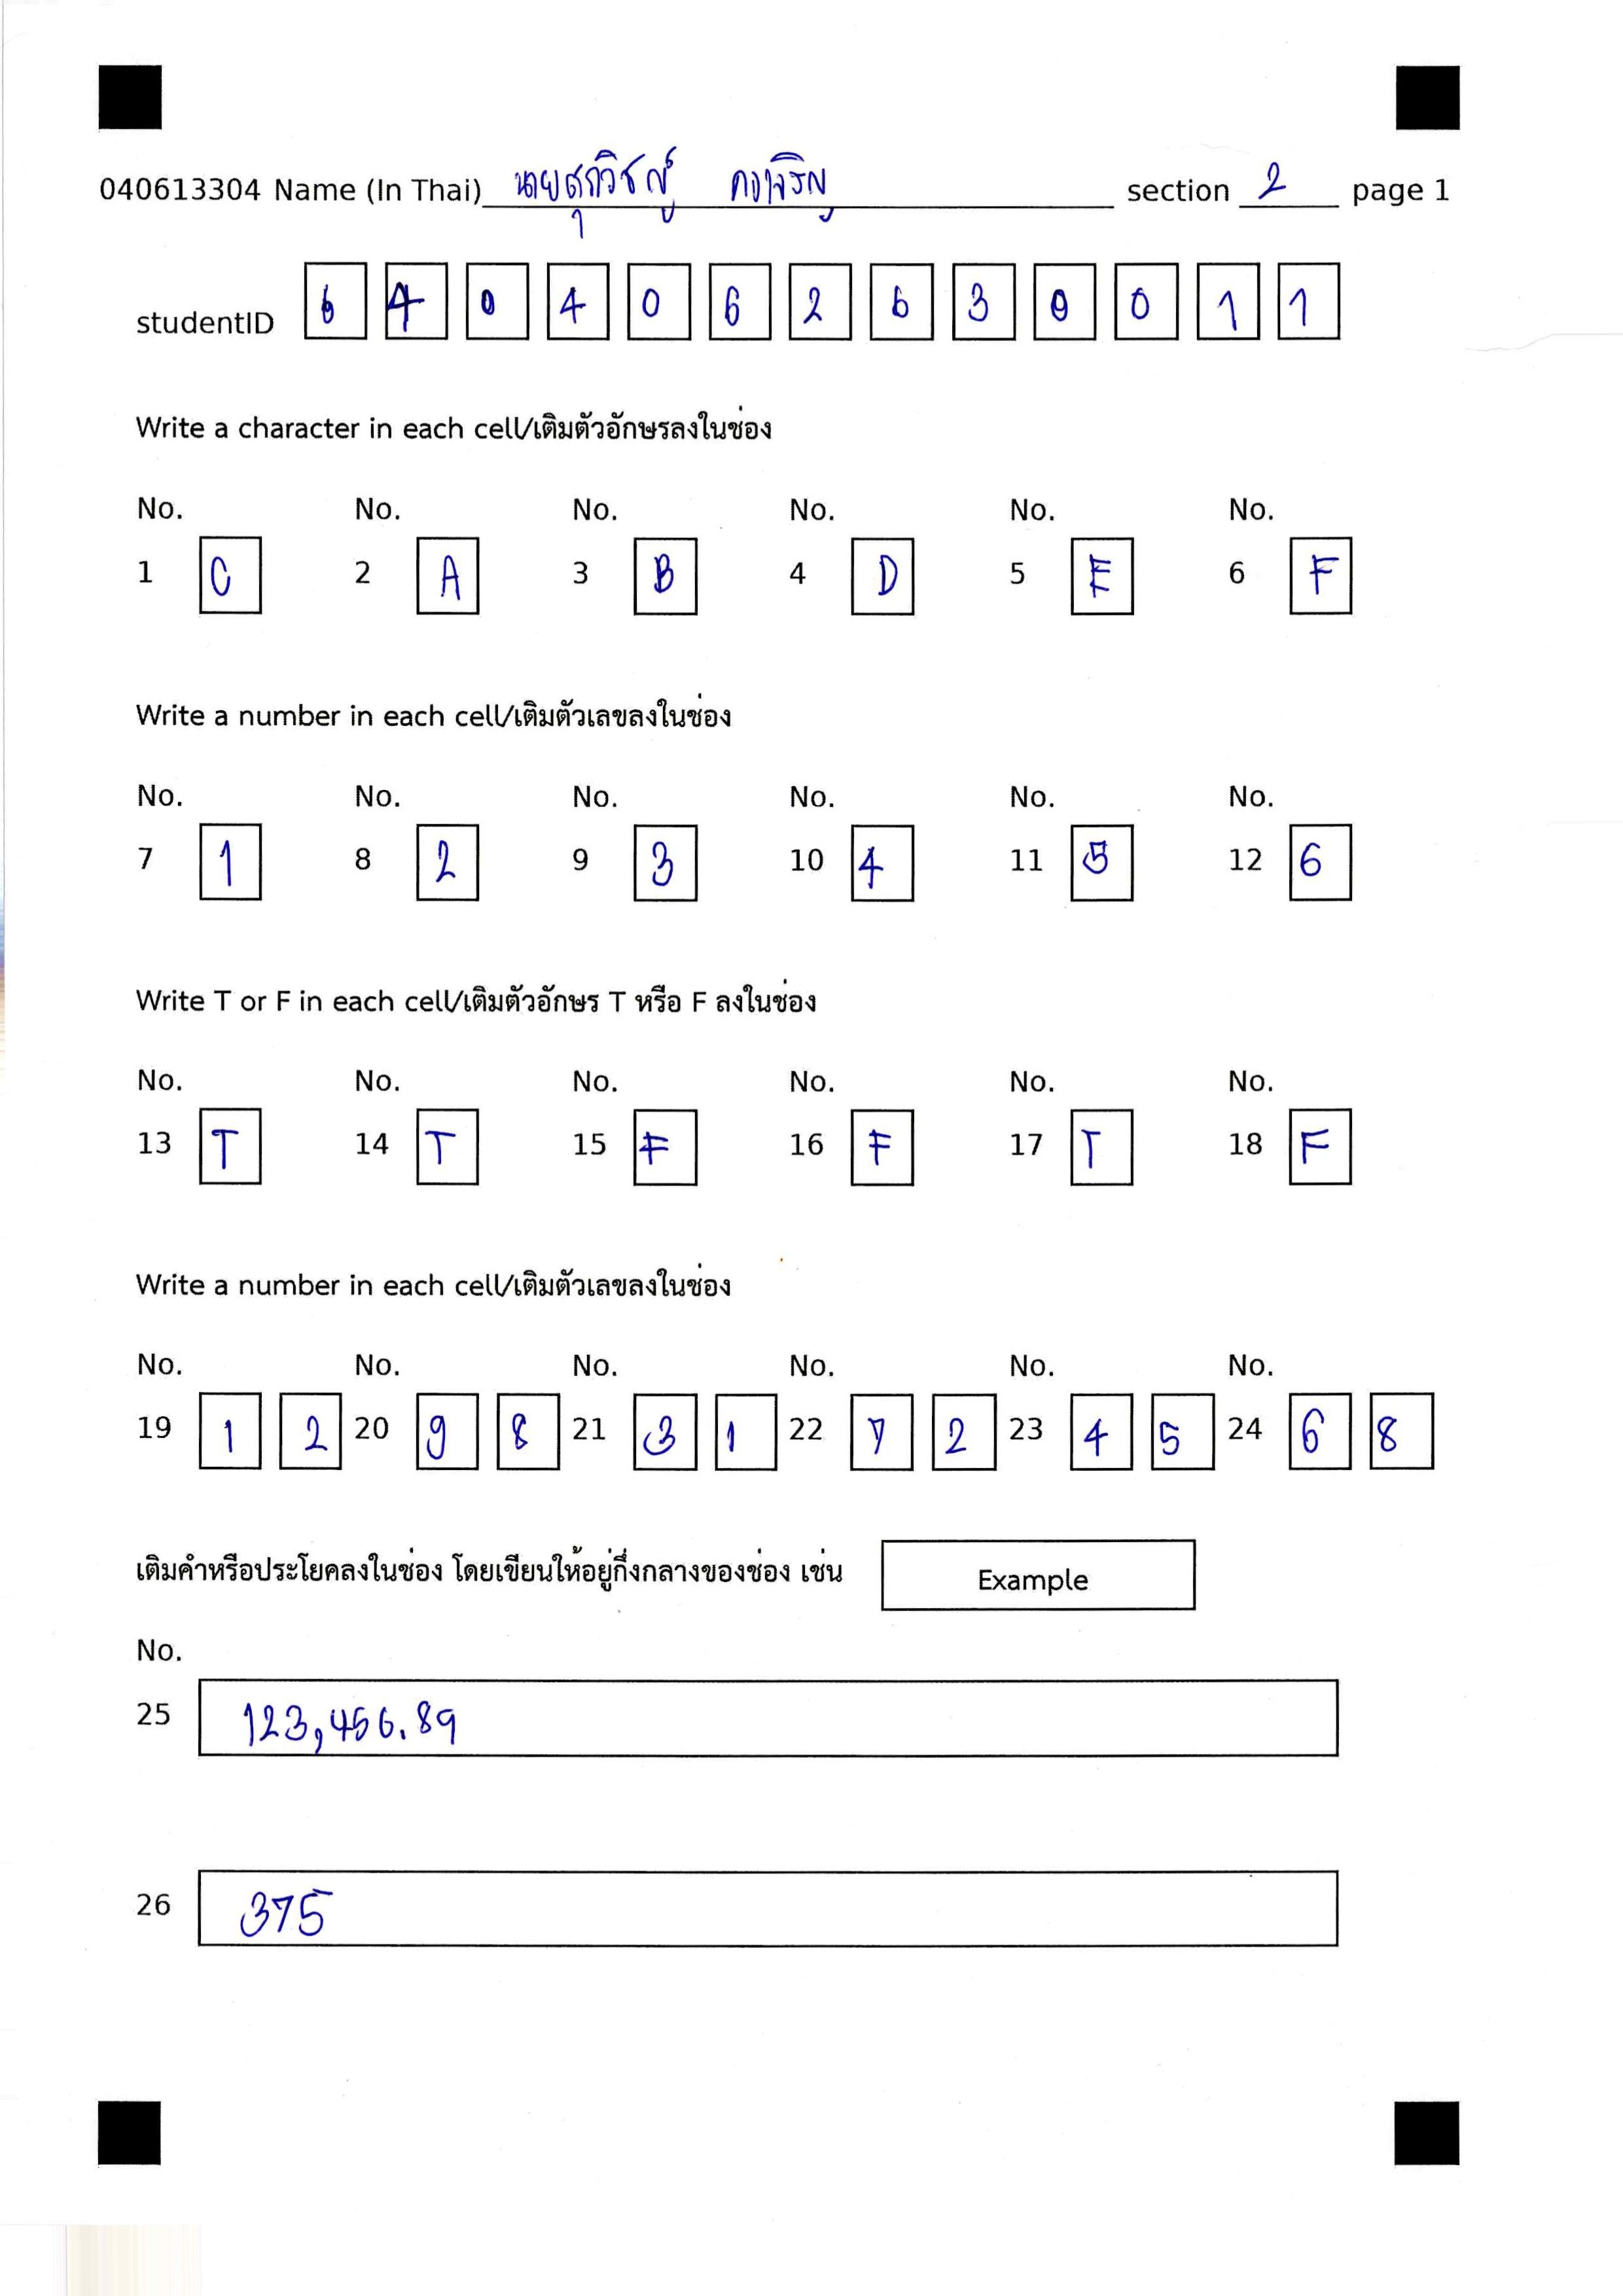 040613304 Name (In Thai) นายศุภวิชญ์ คงเจริญ section 2 page 1
studentID 6 4 0 4 0 6 2 6 3 0 0 1 1
Write a character in each cell/เติมตัวอักษรลงในช่อง
No. No. No. No. No. No.
1 C 2 A 3 B 4 D 5 E 6 F
Write a number in each cell/เติมตัวเลขลงในช่อง
No. No. No. No. No. No.
7 1 8 2 9 3 10 4 11 5 12 6
Write T or F in each cell/เติมตัวอักษร T หรือ F ลงในช่อง
No. No. No. No. No. No.
13 T 14 T 15 F 16 F 17 T 18 F
Write a number in each cell/เติมตัวเลขลงในช่อง
No. No. No. No. No. No.
19 1 2 20 9 8 21 3 1 22 7 2 23 4 5 24 6 8
เติมคำหรือประโยคลงในช่อง โดยเขียนให้อยู่กึ่งกลางของช่อง เช่น Example
No.
25 123,456.89
26 375